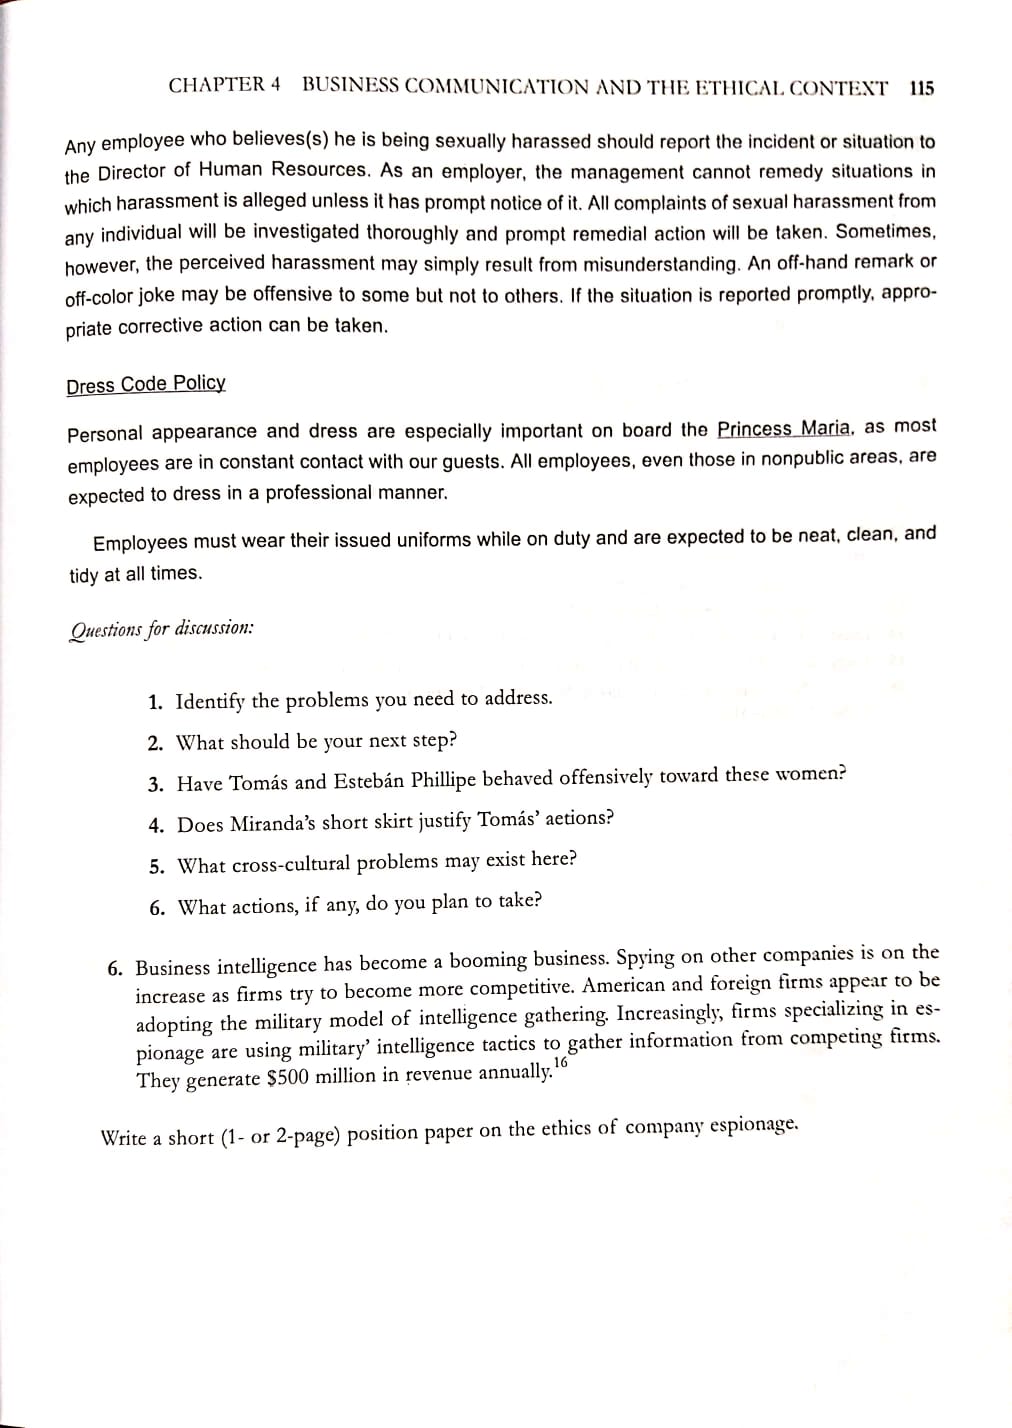 CHAPTER 4 BUSINESS COMMUNICATION AND THE ETHICAL CONTEXT 115
Any employee who believes(s) he is being sexually harassed should report the incident or situation to
the Director of Human Resources. As an employer, the management cannot remedy situations in
which harassment is alleged unless it has prompt notice of it. All complaints of sexual harassment from
any individual will be investigated thoroughly and prompt remedial action will be taken. Sometimes,
however, the perceived harassment may simply result from misunderstanding. An off-hand remark or
off-color joke may be offensive to some but not to others. If the situation is reported promptly, appro-
priate corrective action can be taken.
Dress Code Policy
Personal appearance and dress are especially important on board the Princess Maria, as most
employees are in constant contact with our guests. All employees, even those in nonpublic areas, are
expected to dress in a professional manner.
Employees must wear their issued uniforms while on duty and are expected to be neat, clean, and
tidy at all times.
Questions for discussion:
1. Identify the problems you need to address.
2. What should be your next step?
3. Have Tomás and Estebán Phillipe behaved offensively toward these women?
4. Does Miranda's short skirt justify Tomás' aetions?
5. What cross-cultural problems may exist here?
6. What actions, if any, do you plan to take?
6. Business intelligence has become a booming business. Spying on other companies is on the
increase as firms try to become more competitive. American and foreign firms appear to be
adopting the military model of intelligence gathering. Increasingly, firms specializing in es-
pionage are using military' intelligence tactics to gather information from competing firms.
They generate $500 million in revenue annually.16
Write a short (1- or 2-page) position paper on the ethics of company espionage.